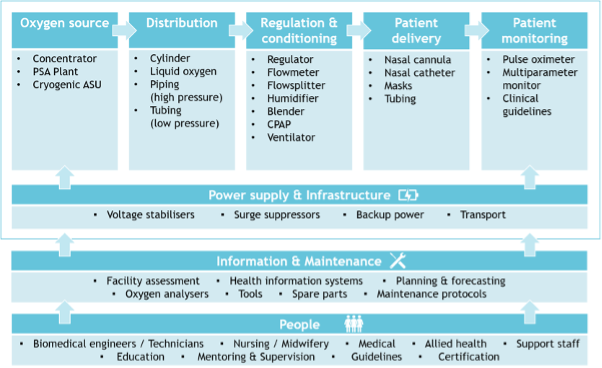 Oxygen source
• Concentrator
• PSA Plant
• Cryogenic ASU
Distribution
• Cylinder
• Liquid oxygen
• Piping
(high pressure)
• Tubing
(low pressure)
Regulation &
conditioning
• Regulator
• Flowmeter
• Flowsplitter
• Humidifier
• Blender
• CPAP
• Ventilator
Patient
delivery
• Nasal cannula
• Nasal catheter
• Masks
• Tubing
Patient
monitoring
• Pulse oximeter
• Multiparameter
monitor
• Clinical
guidelines
Power supply & Infrastructure
• Voltage stabilisers • Surge suppressors • Backup power • Transport
Information & Maintenance
• Facility assessment • Health information systems • Planning & forecasting
• Oxygen analysers • Tools • Spare parts • Maintenance protocols
People
• Biomedical engineers / Technicians • Nursing / Midwifery • Medical • Allied health • Support staff
• Education • Mentoring & Supervision • Guidelines • Certification